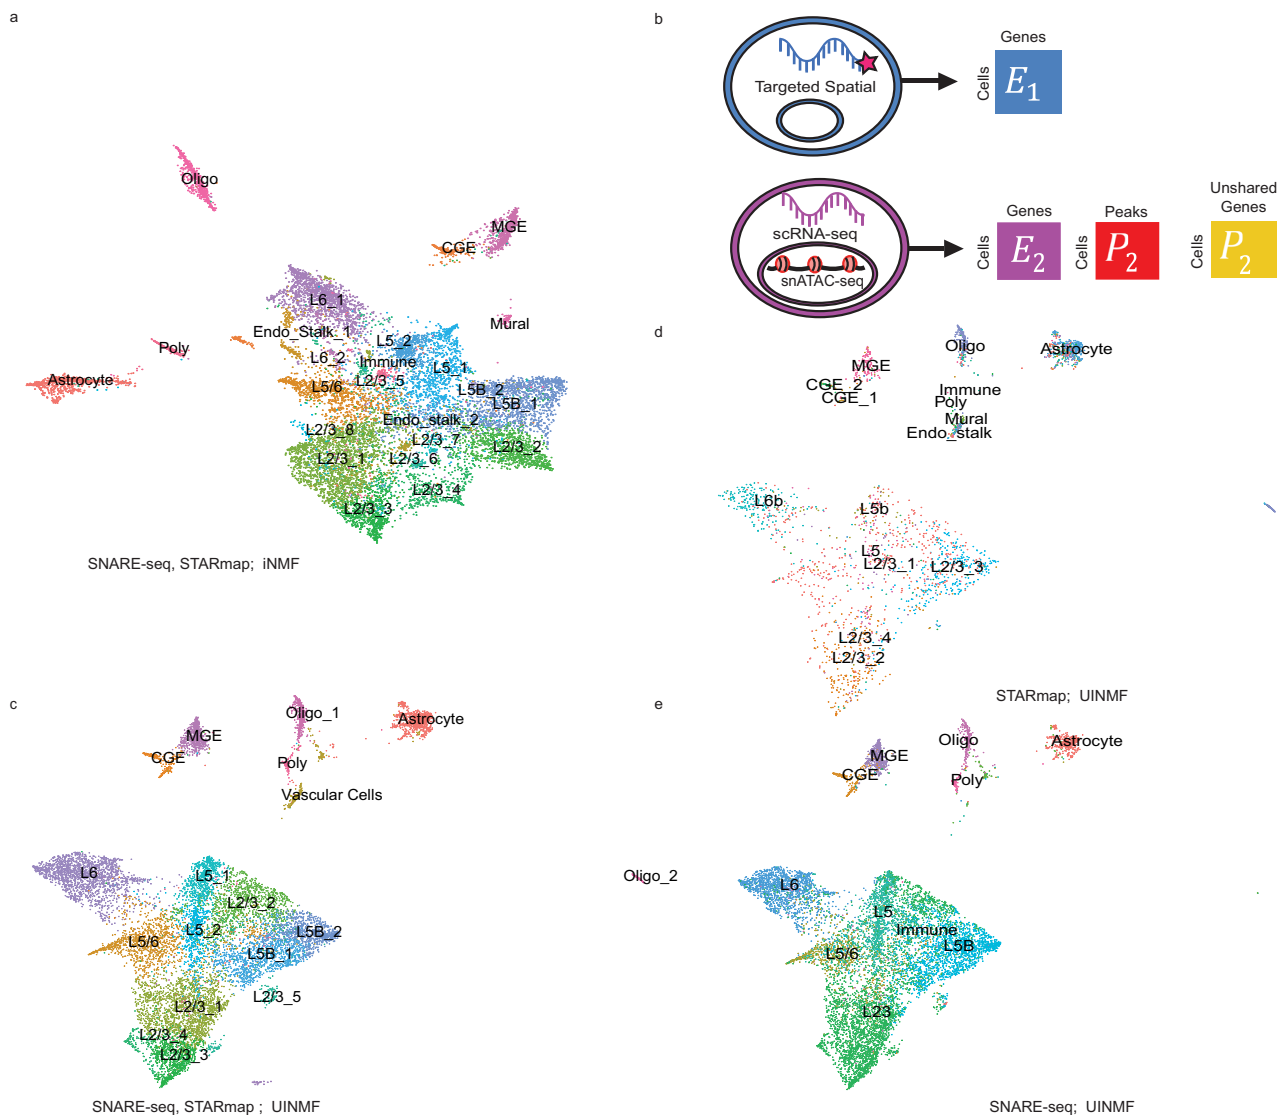 a
Oligo
MGE
CGE
L6_1
Mural
Endo_Stalk_1
L5_2
Poly
L6_2
Immune
L5_1
Astrocyte
L5/6
L2/3_5
L5B_2
L5B_1
Endo_stalk_2
L2/3_8
L2/3_7
L2/3_2
L2/3_1
L2/3_6
L2/3_4
L2/3_3
SNARE-seq, STARmap; iNMF
b
Genes
Cells
E1
Targeted Spatial
scRNA-seq
snATAC-seq
Genes
Cells
E2
Peaks
Cells
P2
Unshared
Genes
Cells
P2
c
Oligo_1
Astrocyte
MGE
CGE
Poly
Vascular Cells
L6
L5_1
L2/3_2
L5/6
L5_2
L5B_2
L5B_1
L2/3_5
L2/3_1
L2/3_4
L2/3_3
Oligo_2
SNARE-seq, STARmap ; UINMF
d
Oligo
Astrocyte
MGE
CGE_2
CGE_1
Immune
Poly
Mural
Endo_stalk
L6b
L5b
L5
L2/3_1
L2/3_3
L2/3_4
L2/3_2
STARmap; UINMF
e
Oligo
Astrocyte
MGE
CGE
Poly
L6
L5
Immune
L5/6
L5B
L23
SNARE-seq; UINMF